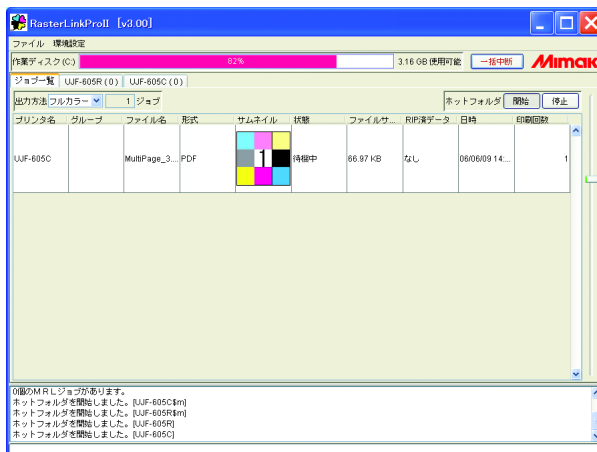 RasterLinkProII [v3.00]
ファイル 環境設定
作業ディスク(C:) 82% 3.16 GB 使用可能 一括中断 Mimak
ジョブ一覧 UJF-605R ( 0 ) UJF-605C ( 0 )
出力方法 フルカラー 1 ジョブ ホットフォルダ 開始 停止
プリンタ名 グループ ファイル名 形式 サムネイル 状態 ファイルサ... RIP済データ 日時 印刷回数
UJF-605C MultiPage_3... PDF 1 待機中 66.97 KB なし 06/06/09 14:... 1
0個のMRLジョブがあります。
ホットフォルダを開始しました。[UJF-605C$m]
ホットフォルダを開始しました。[UJF-605R$m]
ホットフォルダを開始しました。[UJF-605R]
ホットフォルダを開始しました。[UJF-605C]